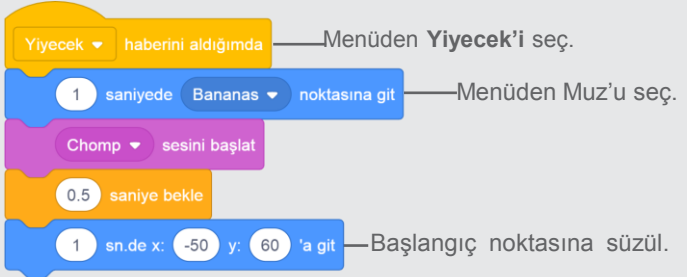 Yiyecek haberini aldığımda Menüden Yiyecek'i seç.
1 saniyede Bananas noktasına git Menüden Muz'u seç.
Chomp sesini başlat
0.5 saniye bekle
1 sn.de x: -50 y: 60 'a git Başlangıç noktasına süzül.